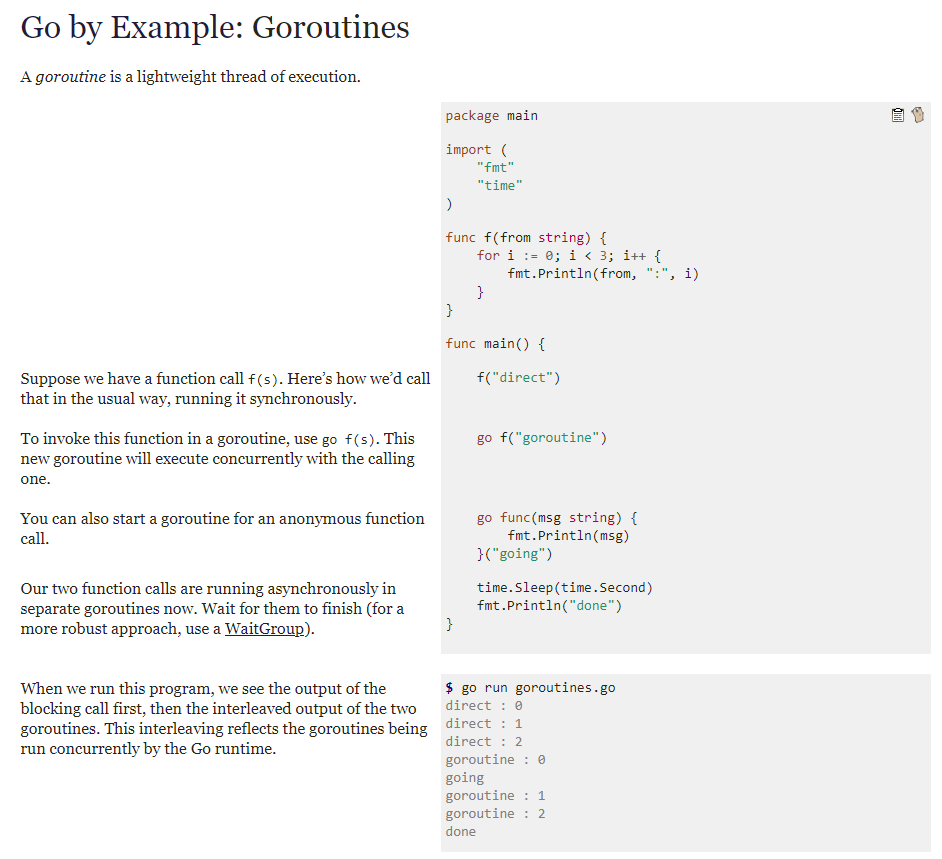 Go by Example: Goroutines
A goroutine is a lightweight thread of execution.
package main
import (
"fmt"
"time"
)
func f(from string) {
for i := 0; i < 3; i++ {
fmt.Println(from, ":", i)
}
}
func main() {
Suppose we have a function call f(s). Here’s how we’d call
that in the usual way, running it synchronously.
f("direct")
To invoke this function in a goroutine, use go f(s). This
new goroutine will execute concurrently with the calling
one.
go f("goroutine")
You can also start a goroutine for an anonymous function
call.
go func(msg string) {
fmt.Println(msg)
}("going")
Our two function calls are running asynchronously in
separate goroutines now. Wait for them to finish (for a
more robust approach, use a WaitGroup).
time.Sleep(time.Second)
fmt.Println("done")
}
When we run this program, we see the output of the
blocking call first, then the interleaved output of the two
goroutines. This interleaving reflects the goroutines being
run concurrently by the Go runtime.
$ go run goroutines.go
direct : 0
direct : 1
direct : 2
goroutine : 0
going
goroutine : 1
goroutine : 2
done